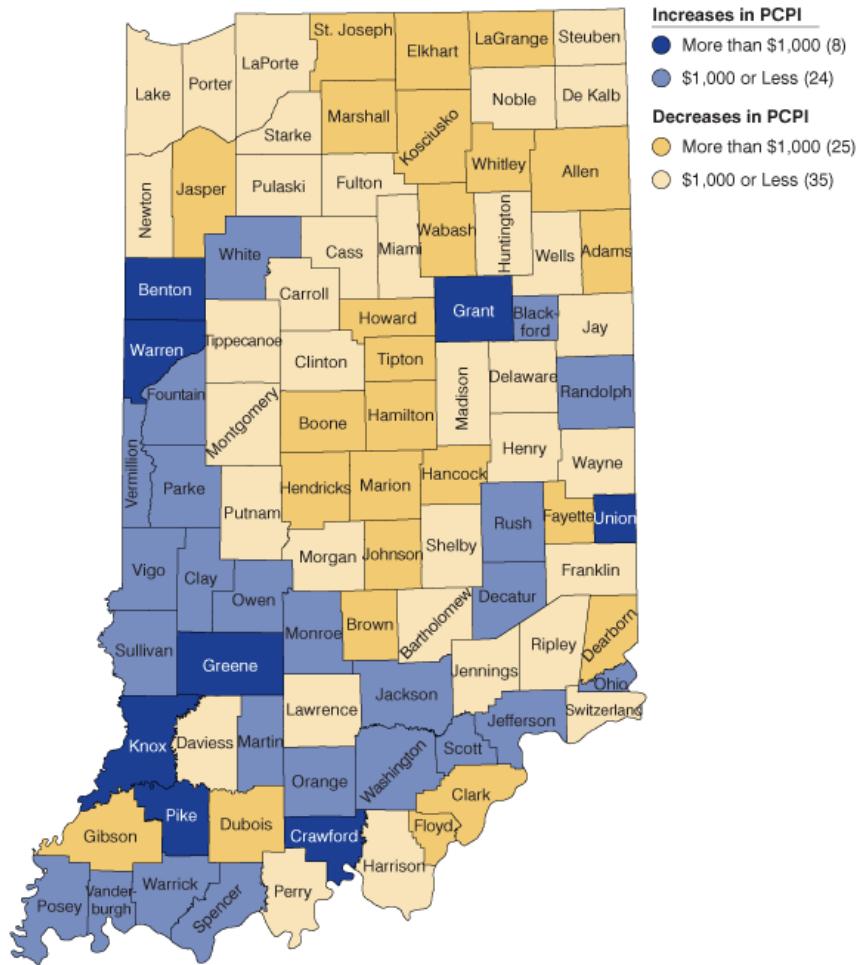 Increases in PCPI
More than $1,000 (8)
$1,000 or Less (24)
Decreases in PCPI
More than $1,000 (25)
$1,000 or Less (35)
St. Joseph
Elkhart
LaGrange
Steuben
LaPorte
Porter
Lake
Noble
De Kalb
Marshall
Starke
Kosciusko
Whitley
Allen
Newton
Jasper
Pulaski
Fulton
Wabash
Huntington
Miami
Cass
White
Wells
Adams
Benton
Carroll
Grant
Black-
ford
Howard
Jay
Warren
Tippecanoe
Clinton
Tipton
Madison
Delaware
Randolph
Fountain
Montgomery
Boone
Hamilton
Henry
Wayne
Vermillion
Parke
Hendricks
Marion
Hancock
Putnam
Rush
Fayette
Union
Morgan
Johnson
Shelby
Franklin
Vigo
Clay
Owen
Decatur
Monroe
Brown
Bartholomew
Dearborn
Sullivan
Greene
Ripley
Jennings
Ohio
Jackson
Lawrence
Switzerland
Jefferson
Knox
Daviess
Martin
Scott
Washington
Orange
Clark
Pike
Dubois
Gibson
Crawford
Floyd
Harrison
Warrick
Vander-
burgh
Posey
Spencer
Perry